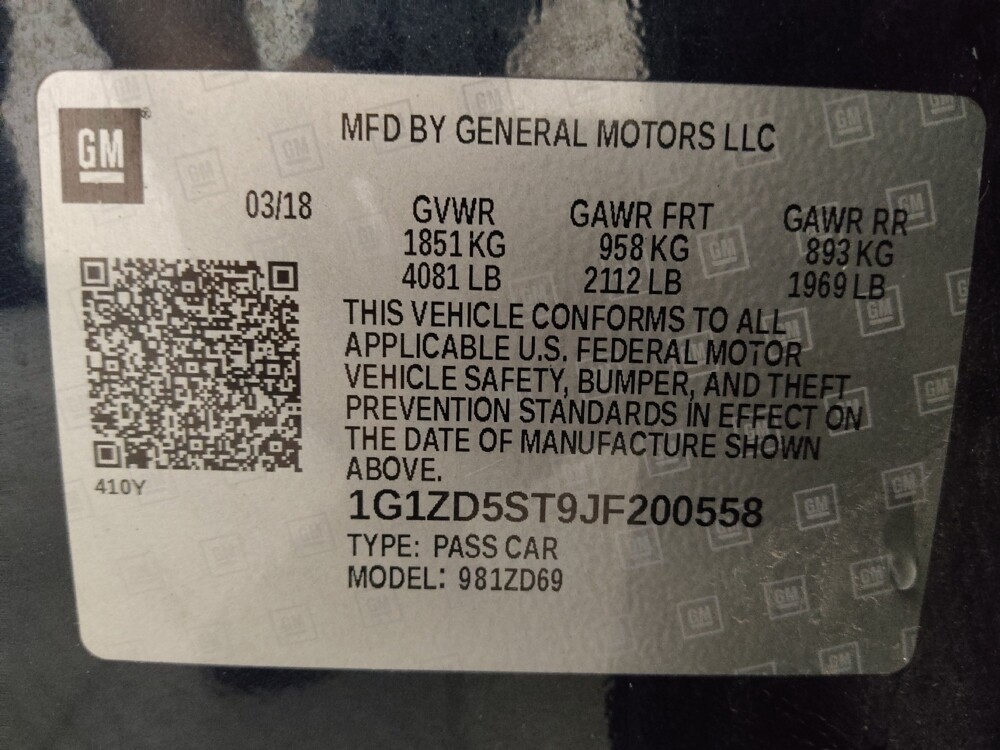 GM
MFD BY GENERAL MOTORS LLC
03/18 GVWR GAWR FRT GAWR RR
1851 KG 958 KG 893 KG
4081 LB 2112 LB 1969 LB
THIS VEHICLE CONFORMS TO ALL
APPLICABLE U.S. FEDERAL MOTOR
VEHICLE SAFETY, BUMPER, AND THEFT
PREVENTION STANDARDS IN EFFECT ON
THE DATE OF MANUFACTURE SHOWN
ABOVE.
410Y
1G1ZD5ST9JF200558
TYPE: PASS CAR
MODEL: 981ZD69